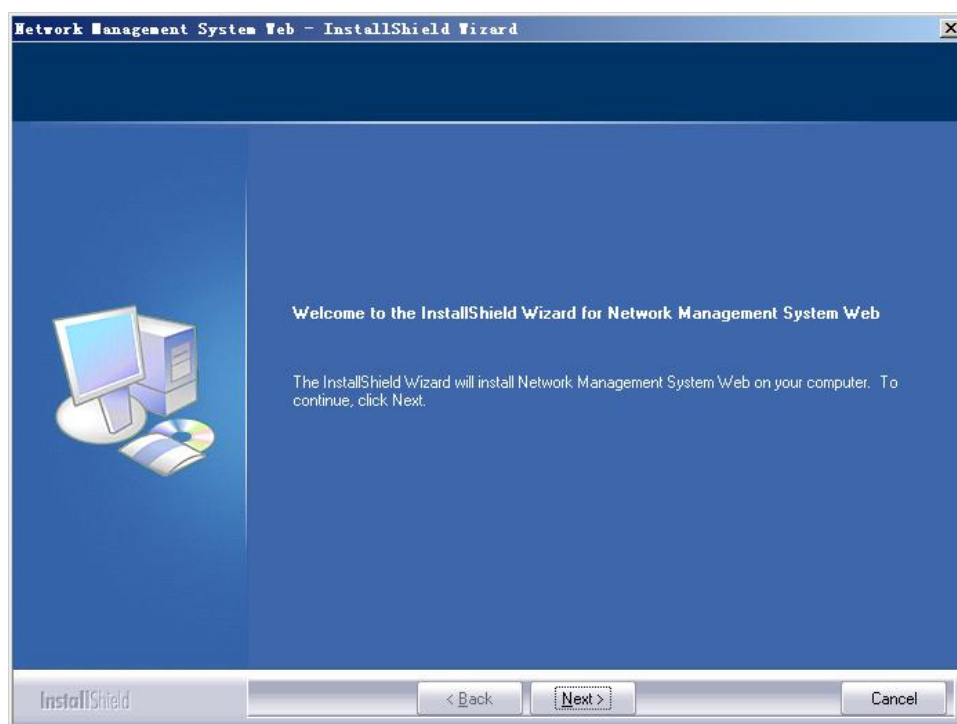 Network Management System Web - InstallShield Wizard
Welcome to the InstallShield Wizard for Network Management System Web
The InstallShield Wizard will install Network Management System Web on your computer. To
continue, click Next.
InstallShield
< Back
Next >
Cancel